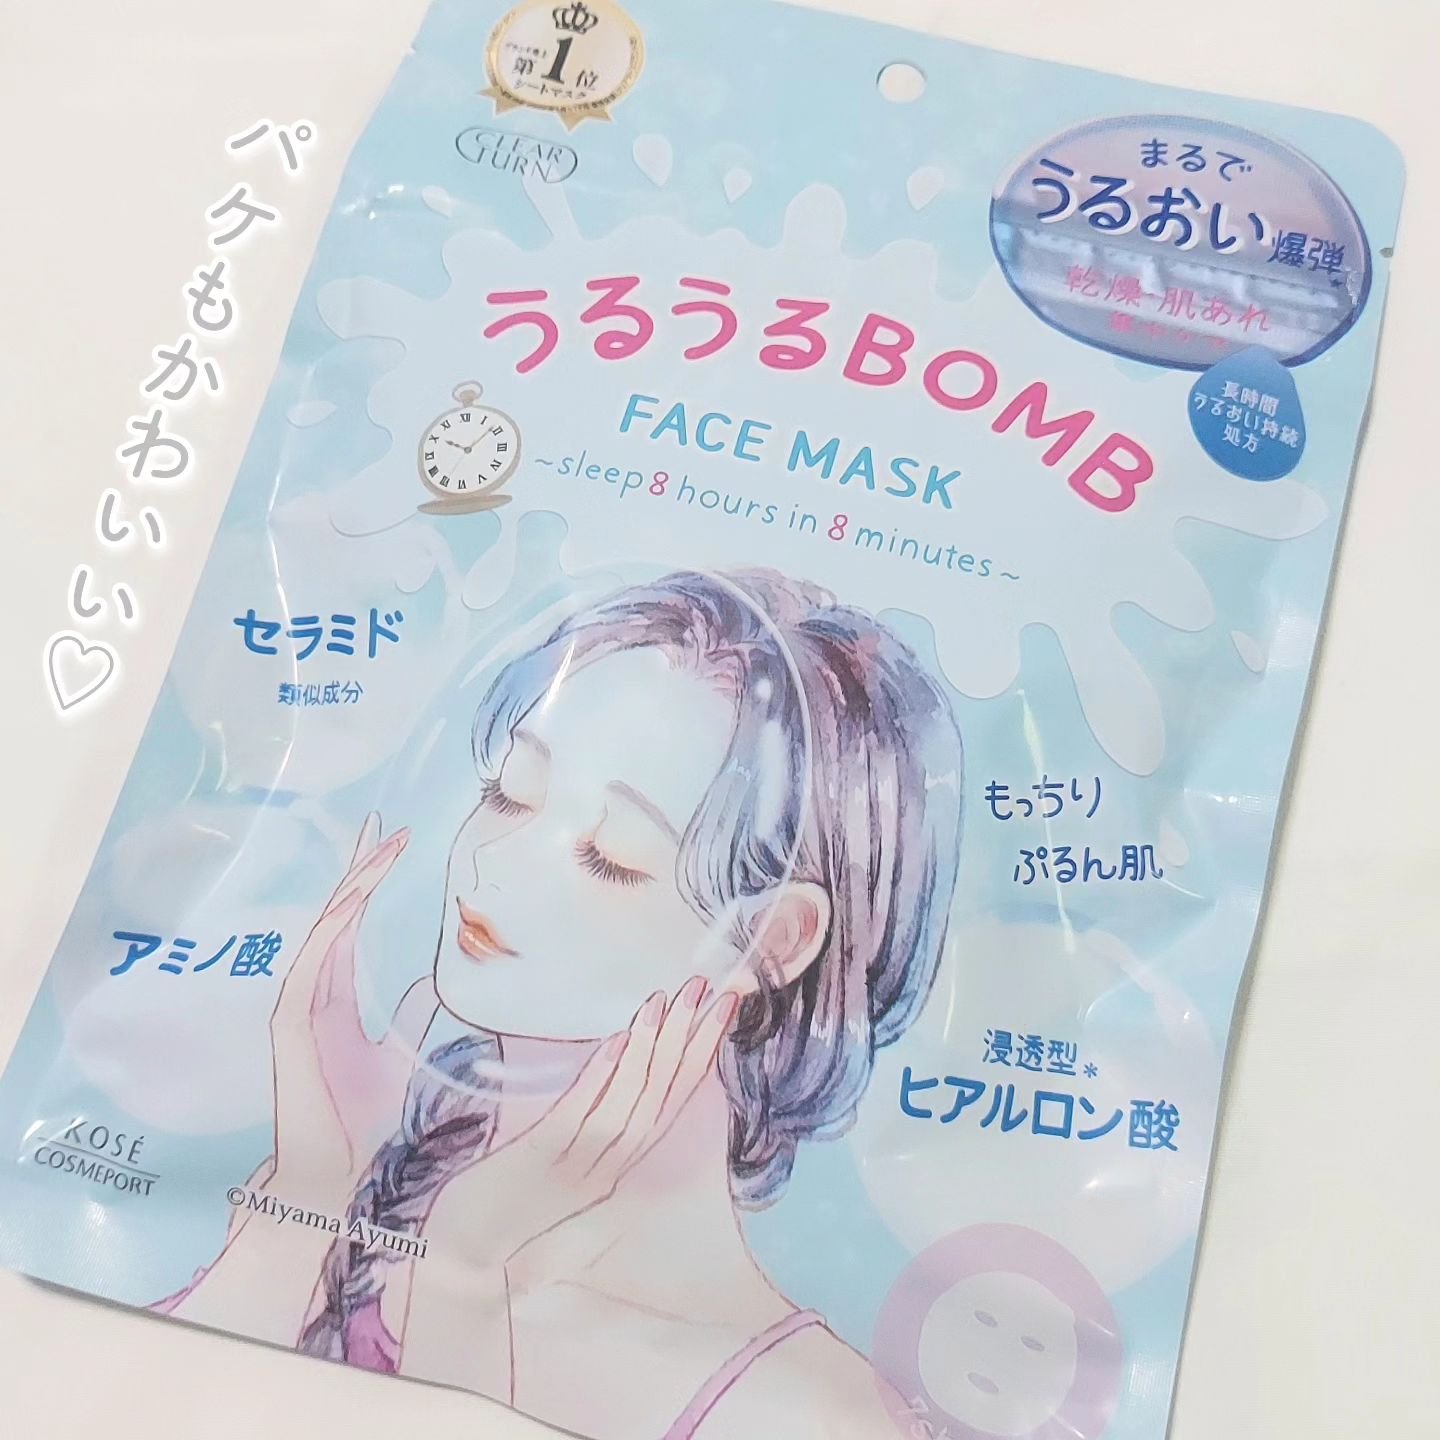 パケもかわいい♡
第1位
シートマスク
CLEAR
TURN
まるで
うるおい爆弾
乾燥・肌あれ
長時間
うるおい持続
処方
うるうるBOMB
FACE MASK
~sleep 8 hours in 8 minutes~
セラミド
類似成分
もっちり
ぷるん肌
アミノ酸
浸透型*
ヒアルロン酸
KOSÉ
COSMEPORT
©Miyama Ayumi